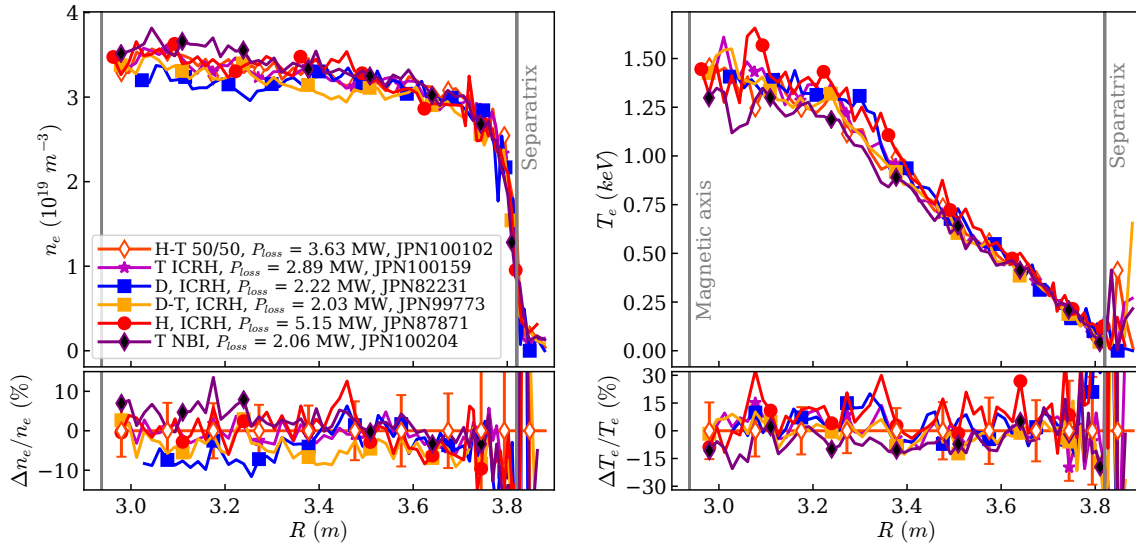 4
3
2
1
0
n_e (10^19 m^−3)
Separatrix
H-T 50/50, P_loss = 3.63 MW, JPN100102
T ICRH, P_loss = 2.89 MW, JPN100159
D, ICRH, P_loss = 2.22 MW, JPN82231
D-T, ICRH, P_loss = 2.03 MW, JPN99773
H, ICRH, P_loss = 5.15 MW, JPN87871
T NBI, P_loss = 2.06 MW, JPN100204
10
0
−10
Δn_e/n_e (%)
3.0 3.2 3.4 3.6 3.8
R (m)
1.50
1.25
1.00
0.75
0.50
0.25
0.00
T_e (keV)
Magnetic axis
Separatrix
30
15
0
−15
−30
ΔT_e/T_e (%)
3.0 3.2 3.4 3.6 3.8
R (m)